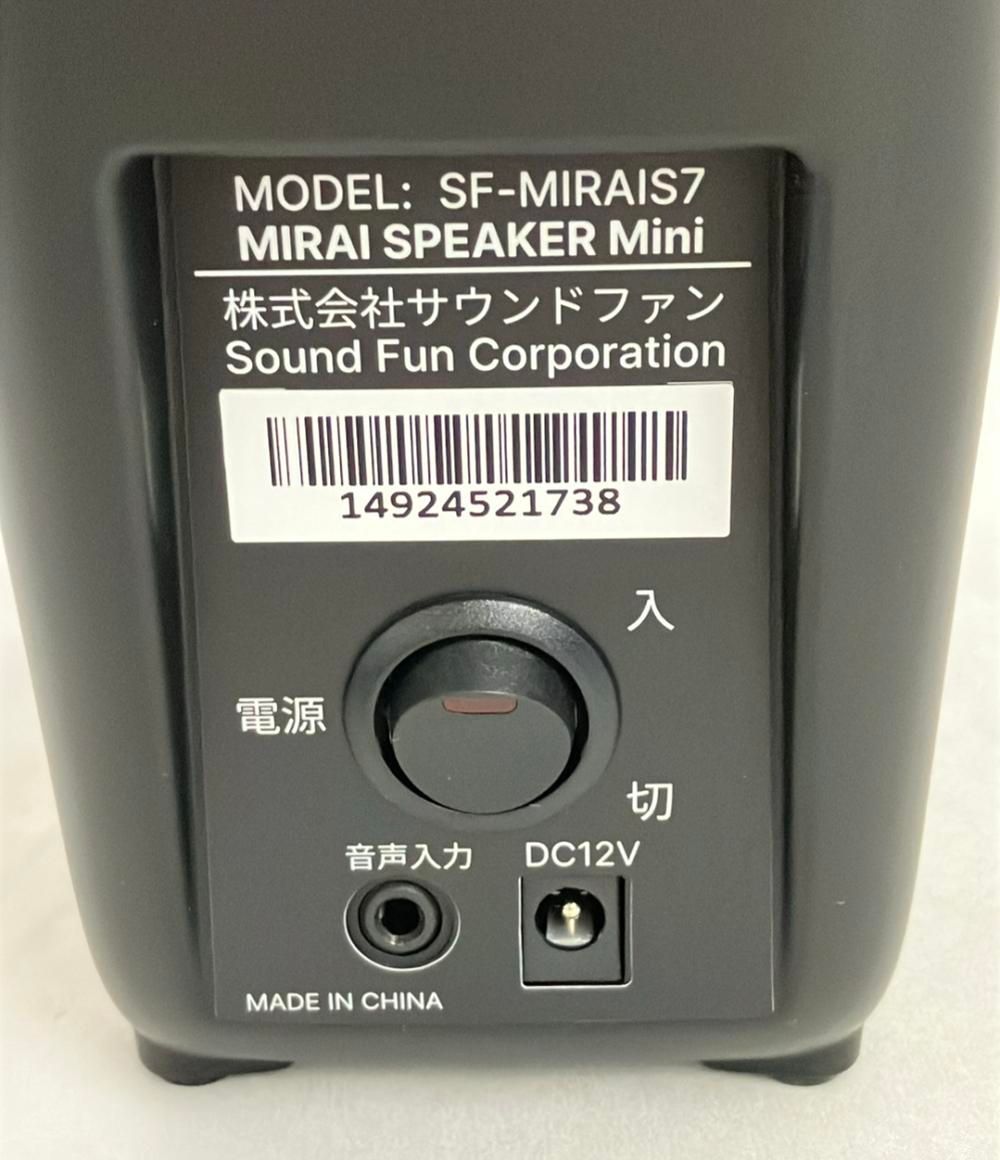 MODEL: SF-MIRAIS7
MIRAI SPEAKER Mini
株式会社サウンドファン
Sound Fun Corporation
14924521738
入
電源
切
音声入力 DC12V
MADE IN CHINA